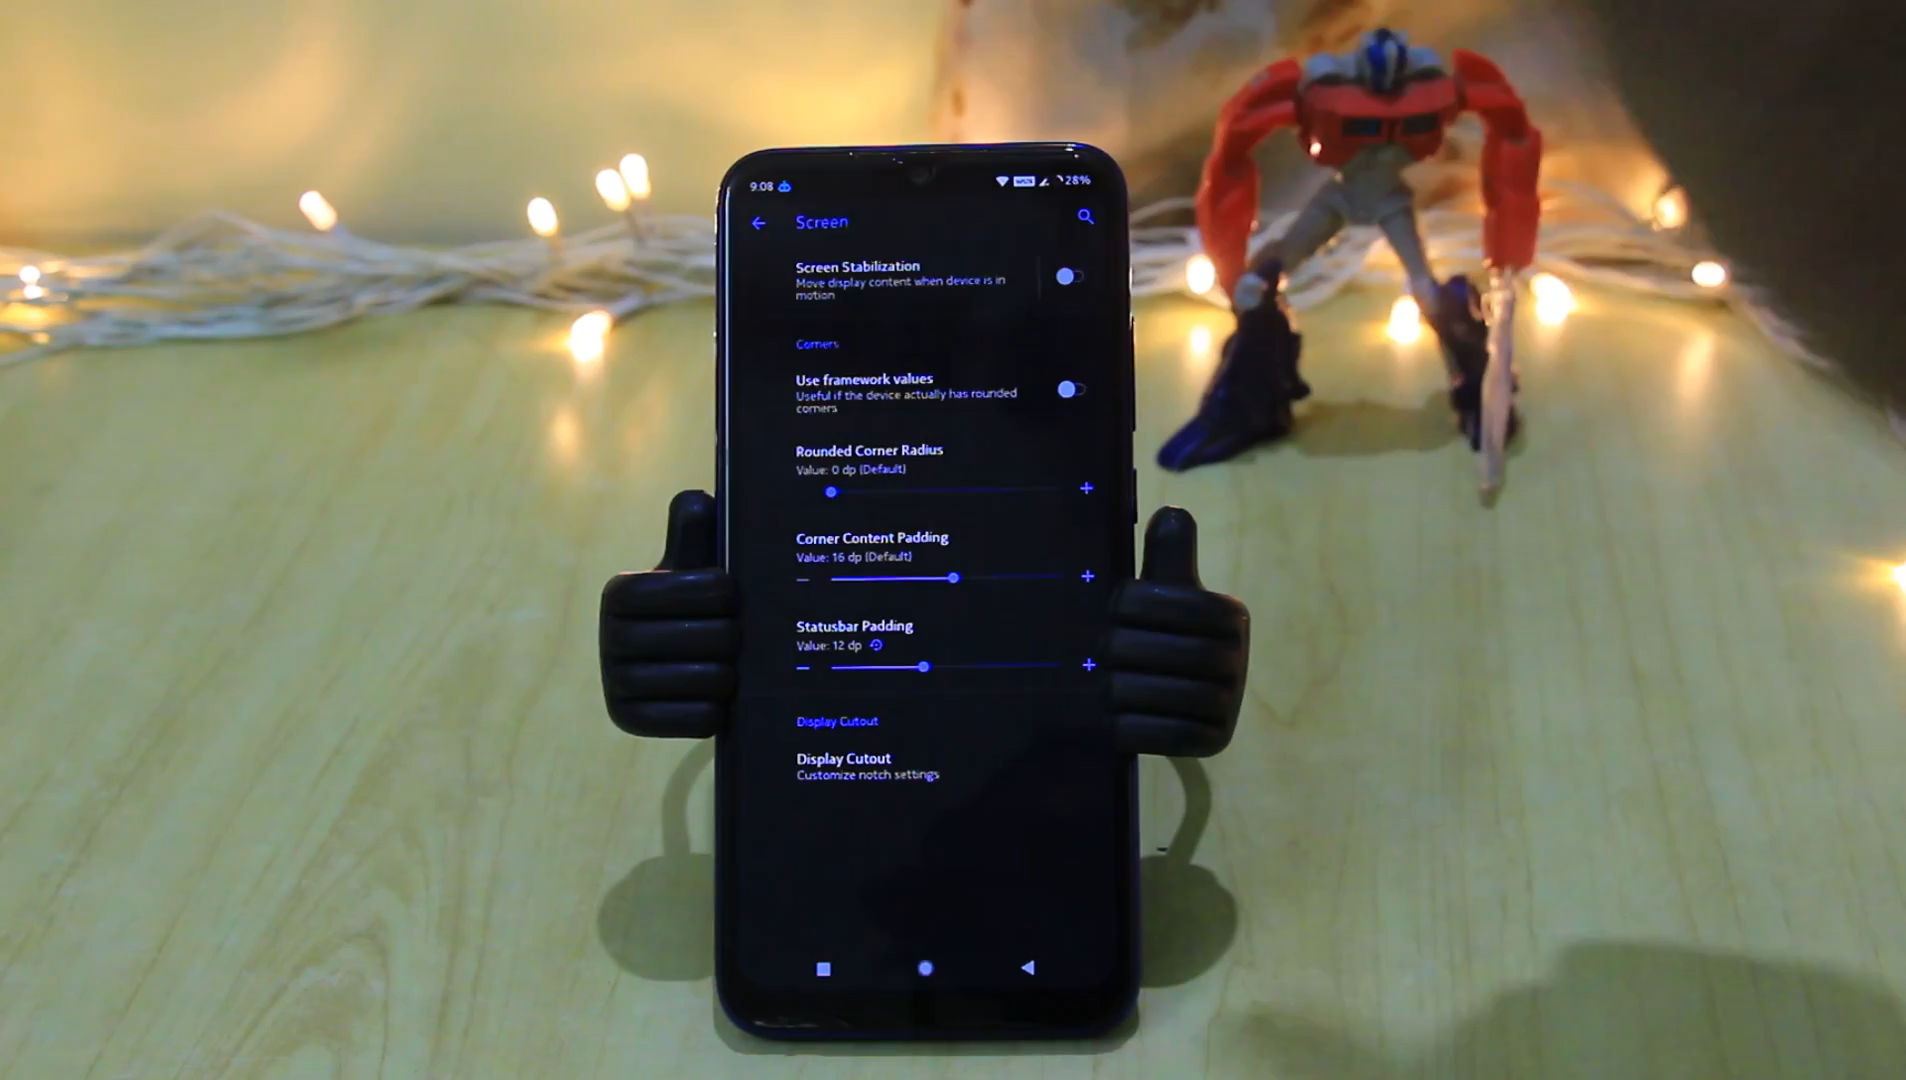 9:08
28%
Screen
Screen Stabilization
Move display content when device is in
motion
Corners
Use framework values
Useful if the device actually has rounded
corners
Rounded Corner Radius
Value: 0 dp (Default)
Corner Content Padding
Value: 16 dp (Default)
Statusbar Padding
Value: 12 dp
Display Cutout
Display Cutout
Customize notch settings